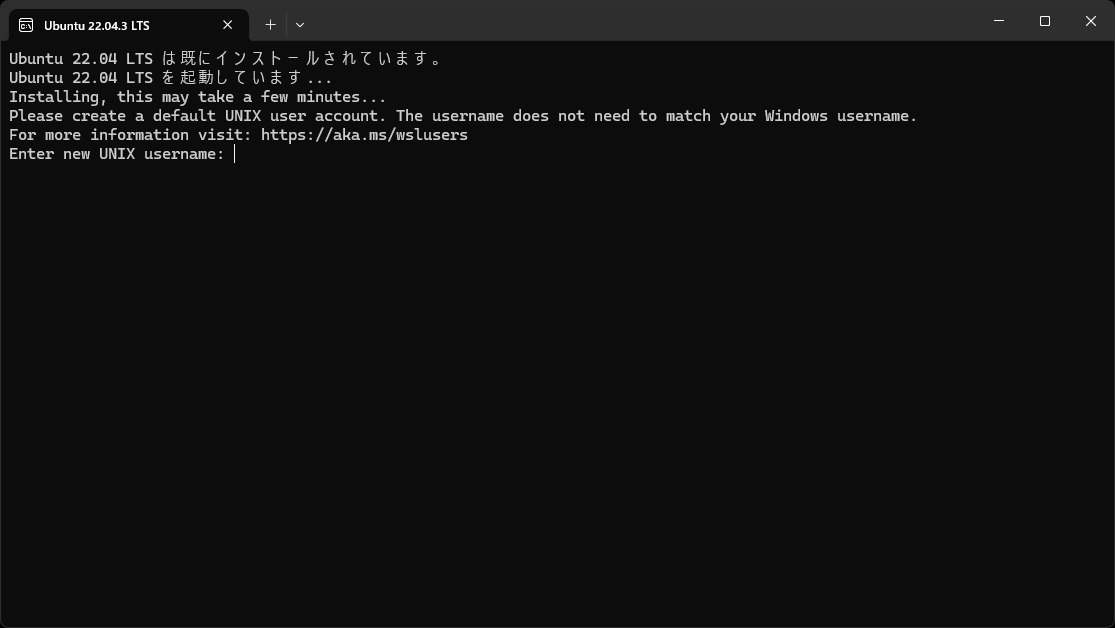 Ubuntu 22.04.3 LTS
Ubuntu 22.04 LTS は既にインストールされています。
Ubuntu 22.04 LTS を起動しています...
Installing, this may take a few minutes...
Please create a default UNIX user account. The username does not need to match your Windows username.
For more information visit: https://aka.ms/wslusers
Enter new UNIX username: